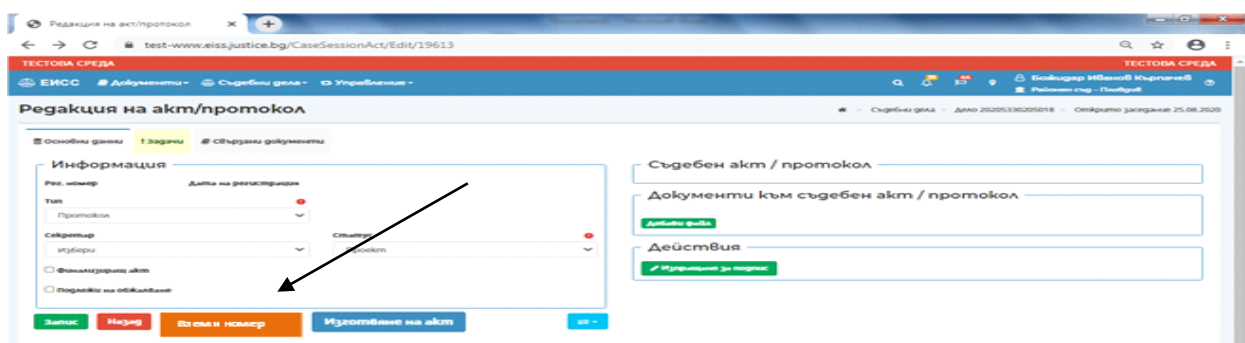 Редакция на акт/протокол
test-www.eiss.justice.bg/CaseSessionAct/Edit/19613
ТЕСТОВА СРЕДА ТЕСТОВА СРЕДА
ЕИСС Документи Съдебни дела Управление Божидар Иванов Кърпачев
Районен съд - Пловдив
Редакция на акт/протокол Съдебни дела Дело 20205330205018 Открито заседание 25.08.2020
Основни данни ! Задачи Свързани документи
Информация Съдебен акт / протокол
Рег. номер Дата на регистрация
Тип Документи към съдебен акт / протокол
Протокол
Добави файл
Секретар Статус
Избери Проект Действия
Финализиращ акт Изпращане за подпис
Подлежи на обжалване
Запис Назад Вземи номер Изготвяне на акт